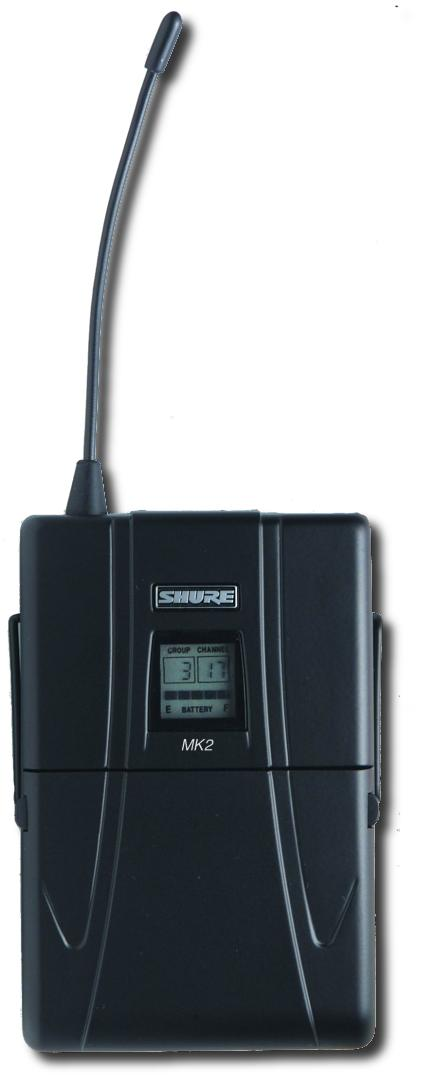 SHURE
GROUP CHANNEL
3 17
E BATTERY F
MK2